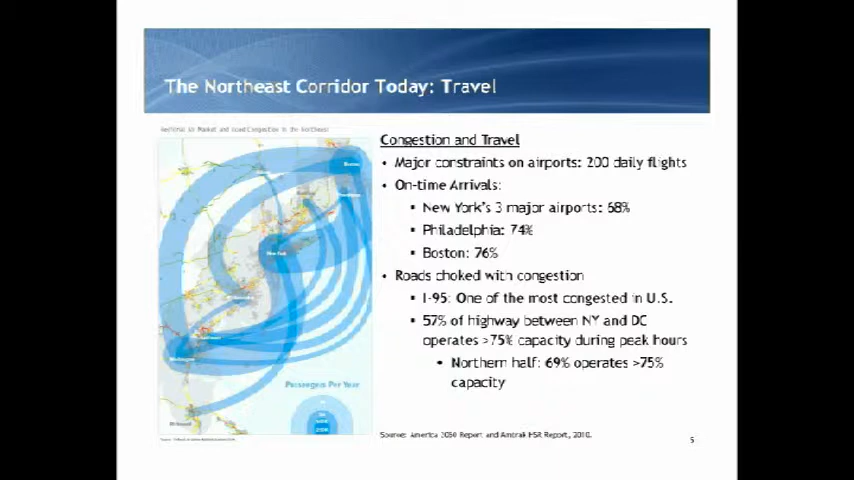 The Northeast Corridor Today: Travel
Congestion and Travel
• Major constraints on airports: 200 daily flights
• On-time Arrivals:
▪ New York's 3 major airports: 68%
▪ Philadelphia: 74%
▪ Boston: 76%
• Roads choked with congestion
▪ I-95: One of the most congested in U.S.
▪ 57% of highway between NY and DC
operates >75% capacity during peak hours
• Northern half: 69% operates >75%
capacity
Boston
New York
Washington
Passengers Per Year
Source: America 2050 Report and Amtrak HSR Report, 2010.
5